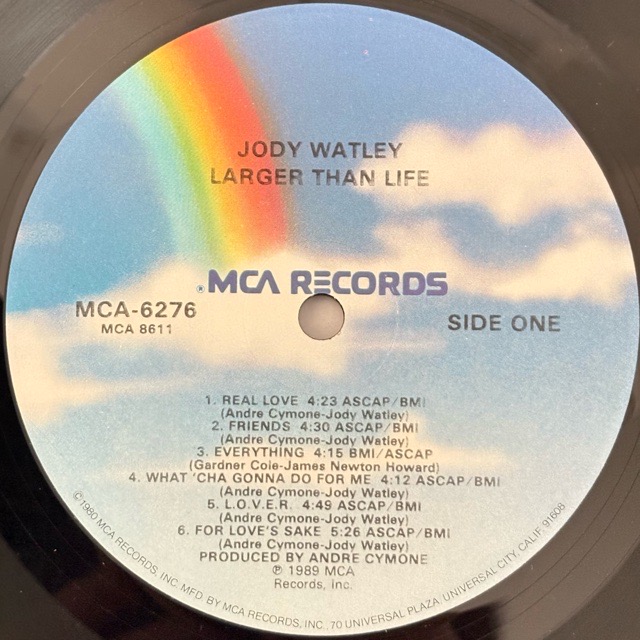 JODY WATLEY
LARGER THAN LIFE
® MCA RECORDS
MCA-6276
MCA 8611
SIDE ONE
1. REAL LOVE 4:23 ASCAP/BMI
(Andre Cymone-Jody Watley)
2. FRIENDS 4:30 ASCAP/BMI
(Andre Cymone-Jody Watley)
3. EVERYTHING 4:15 BMI/ASCAP
(Gardner Cole-James Newton Howard)
4. WHAT 'CHA GONNA DO FOR ME 4:12 ASCAP/BMI
(Andre Cymone-Jody Watley)
5. L.O.V.E.R. 4:49 ASCAP/BMI
(Andre Cymone-Jody Watley)
6. FOR LOVE'S SAKE 5:26 ASCAP/BMI
(Andre Cymone-Jody Watley)
PRODUCED BY ANDRE CYMONE
℗ 1989 MCA
Records, Inc.
©1980 MCA RECORDS, INC. MFD. BY MCA RECORDS, INC., 70 UNIVERSAL PLAZA, UNIVERSAL CITY, CALIF. 91608